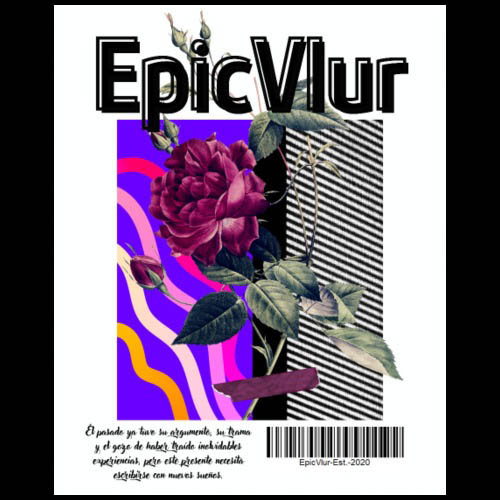 EpicVlur
El pasado ya tuvo su argumento, su trama
y el gozo de haber traído inolvidables
experiencias, pero este presente necesita
escribirse con nuevos sueños.
EpicVlur-Est.-2020